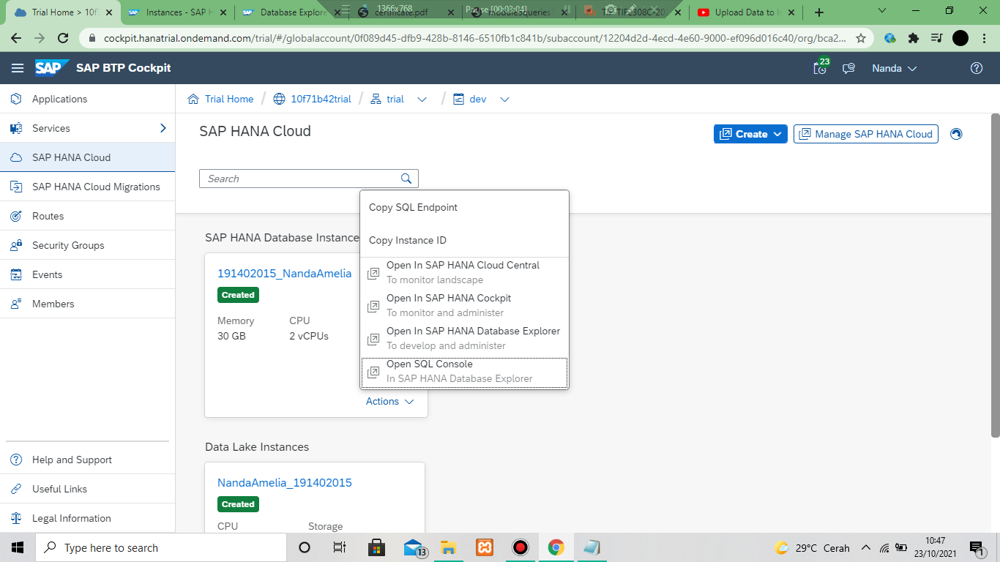 Trial Home > 10f7
Instances - SAP H
Database Explore
certificate.pdf
1366x768
Pause [00:03:04]
module5queries
Upload Data to I
cockpit.hanatrial.ondemand.com/trial/#/globalaccount/0f089d45-dfb9-428b-8146-6510fb1c841b/subaccount/12204d2d-4ecd-4e60-9000-ef096d016c40/org/bca2...
SAP
SAP BTP Cockpit
23
Nanda
Applications
Services
SAP HANA Cloud
SAP HANA Cloud Migrations
Routes
Security Groups
Events
Members
Help and Support
Useful Links
Legal Information
Trial Home / 10f71b42trial / trial / dev
SAP HANA Cloud
Create
Manage SAP HANA Cloud
Search
Copy SQL Endpoint
Copy Instance ID
Open In SAP HANA Cloud Central
To monitor landscape
Open In SAP HANA Cockpit
To monitor and administer
Open In SAP HANA Database Explorer
To develop and administer
Open SQL Console
In SAP HANA Database Explorer
SAP HANA Database Instance
191402015_NandaAmelia
Created
Memory CPU
30 GB 2 vCPUs
Actions
Data Lake Instances
NandaAmelia_191402015
Created
CPU Storage
Type here to search
13
29°C Cerah
10:47
23/10/2021
1